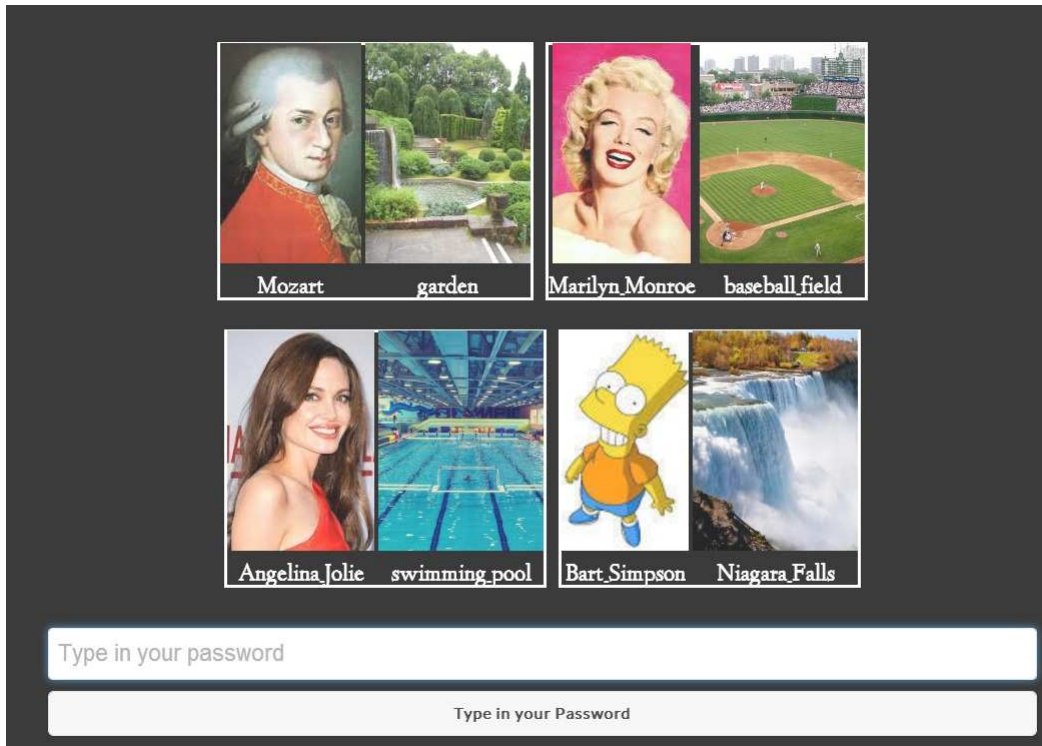 Mozart garden Marilyn_Monroe baseball_field
Angelina_Jolie swimming_pool Bart_Simpson Niagara_Falls
Type in your password
Type in your Password